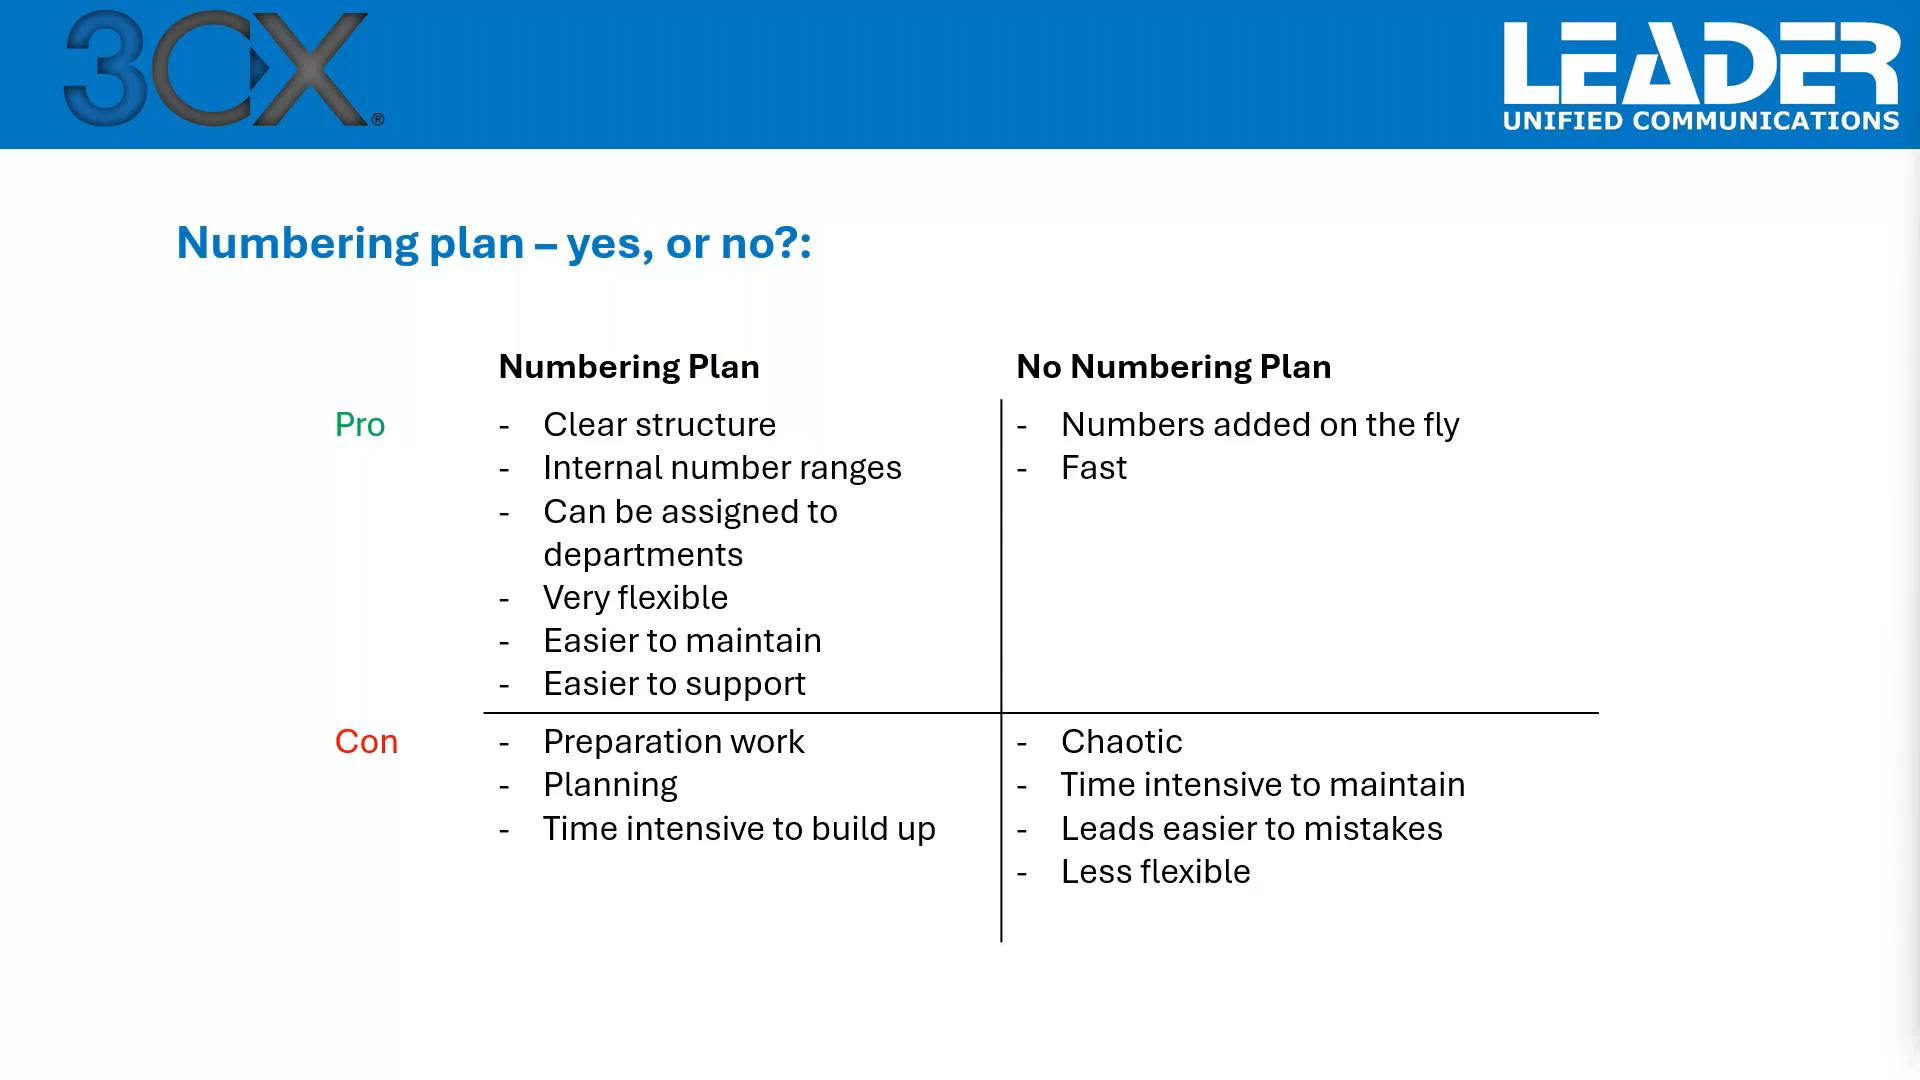 3CX®
LEADER
UNIFIED COMMUNICATIONS
Numbering plan – yes, or no?:
Numbering Plan
No Numbering Plan
Pro
- Clear structure
- Internal number ranges
- Can be assigned to
departments
- Very flexible
- Easier to maintain
- Easier to support
- Numbers added on the fly
- Fast
Con
- Preparation work
- Planning
- Time intensive to build up
- Chaotic
- Time intensive to maintain
- Leads easier to mistakes
- Less flexible